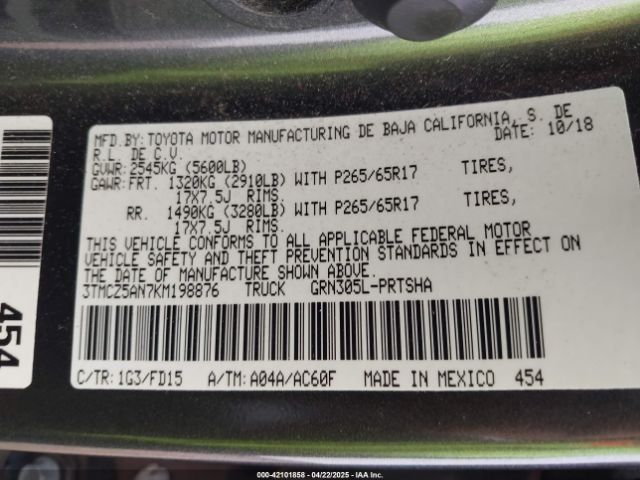 MFD.BY: TOYOTA MOTOR MANUFACTURING DE BAJA CALIFORNIA, S. DE
R.L. DE C.V. DATE: 10/18
GVWR: 2545KG (5600LB)
GAWR: FRT. 1320KG (2910LB) WITH P265/65R17 TIRES,
17X7.5J RIMS.
RR. 1490KG (3280LB) WITH P265/65R17 TIRES,
17X7.5J RIMS.
THIS VEHICLE CONFORMS TO ALL APPLICABLE FEDERAL MOTOR
VEHICLE SAFETY AND THEFT PREVENTION STANDARDS IN EFFECT ON
THE DATE OF MANUFACTURE SHOWN ABOVE.
3TMCZ5AN7KM198876 TRUCK GRN305L-PRTSHA
C/TR: 1G3/FD15 A/TM: A04A/AC60F MADE IN MEXICO 454
454
000-42101858 - 04/22/2025 - IAA Inc.